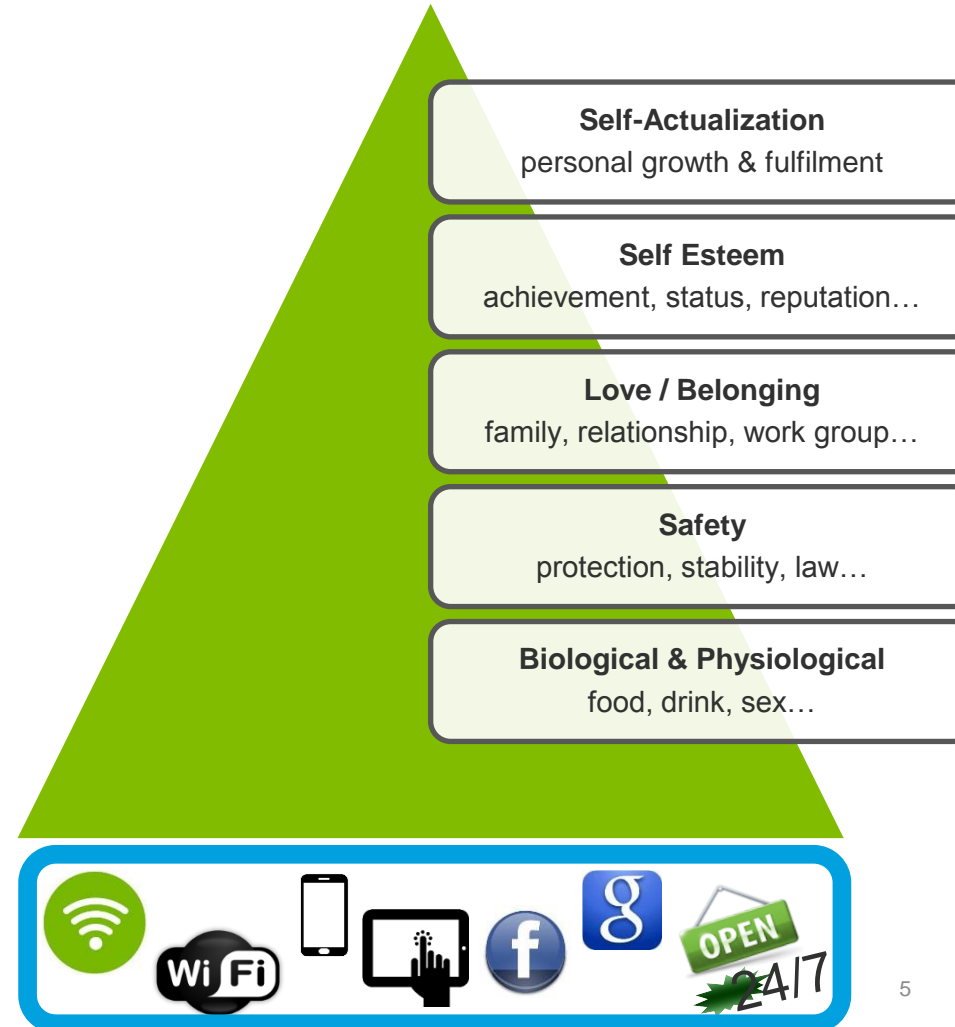 Self-Actualization
personal growth & fulfilment
Self Esteem
achievement, status, reputation…
Love / Belonging
family, relationship, work group…
Safety
protection, stability, law…
Biological & Physiological
food, drink, sex…
Wi Fi
f
g
OPEN
24/7
5